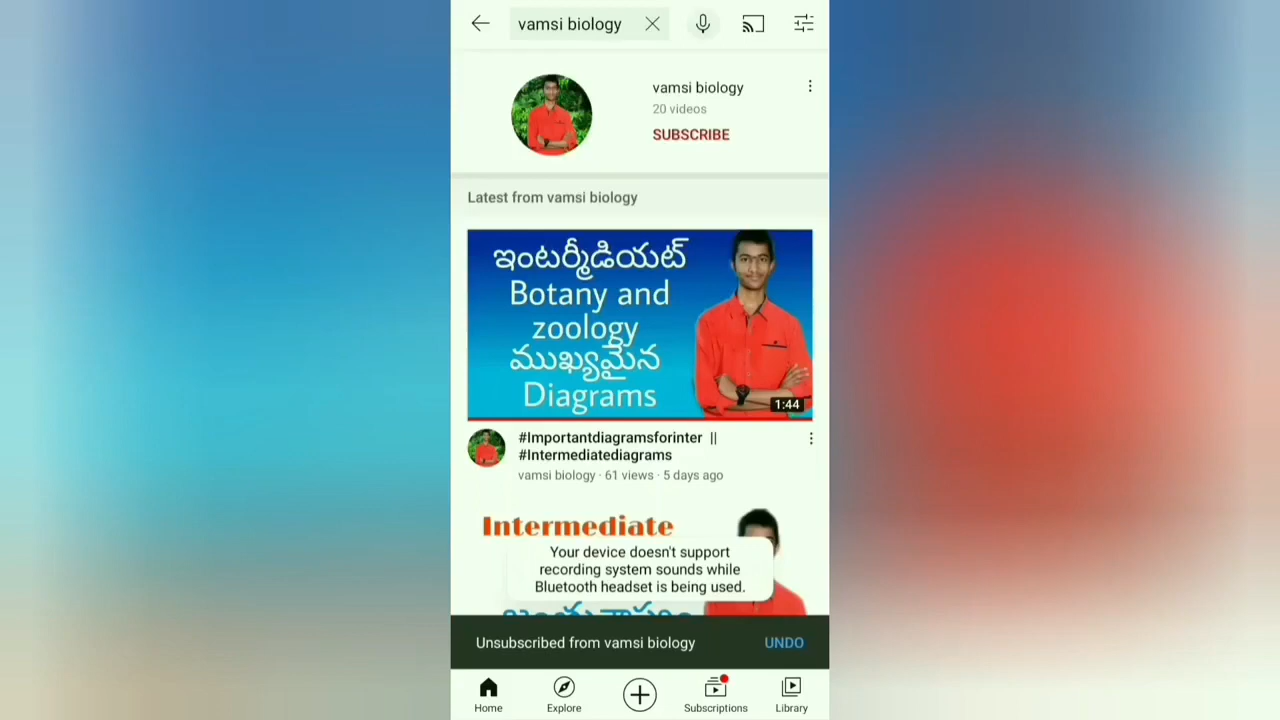 vamsi biology
vamsi biology
20 videos
SUBSCRIBE
Latest from vamsi biology
ఇంటర్మీడియట్
Botany and
zoology
ముఖ్యమైన
Diagrams
1:44
#Importantdiagramsforinter ||
#Intermediatediagrams
vamsi biology · 61 views · 5 days ago
Intermediate
Your device doesn't support
recording system sounds while
Bluetooth headset is being used.
Unsubscribed from vamsi biology UNDO
Home Explore Subscriptions Library